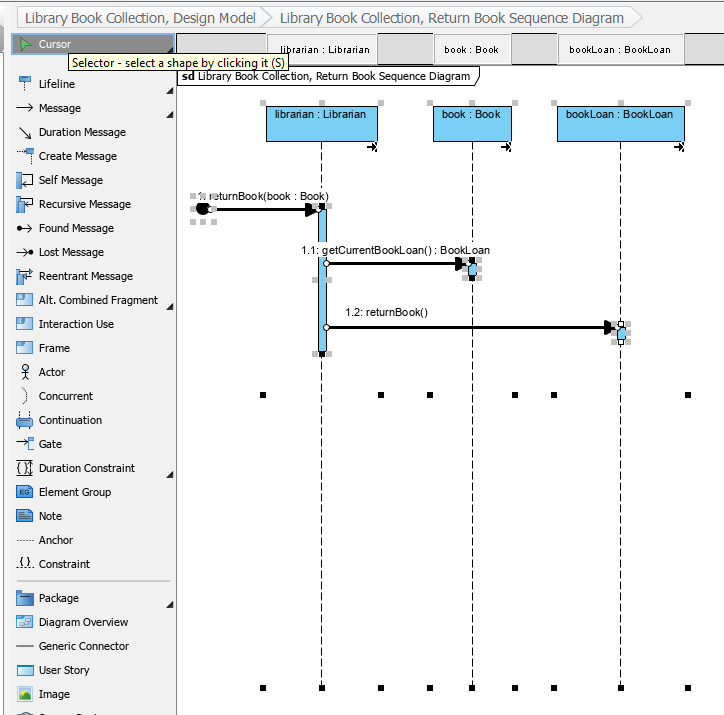 Library Book Collection, Design Model
Library Book Collection, Return Book Sequence Diagram
Cursor
librarian : Librarian
book : Book
bookLoan : BookLoan
Selector - select a shape by clicking it (S)
sd Library Book Collection, Return Book Sequence Diagram
Lifeline
Message
Duration Message
Create Message
Self Message
Recursive Message
Found Message
Lost Message
Reentrant Message
Alt. Combined Fragment
Interaction Use
Frame
Actor
Concurrent
Continuation
Gate
Duration Constraint
EG
Element Group
Note
Anchor
Constraint
Package
Diagram Overview
Generic Connector
User Story
Image
librarian : Librarian
book : Book
bookLoan : BookLoan
1: returnBook(book : Book)
1.1: getCurrentBookLoan() : BookLoan
1.2: returnBook()